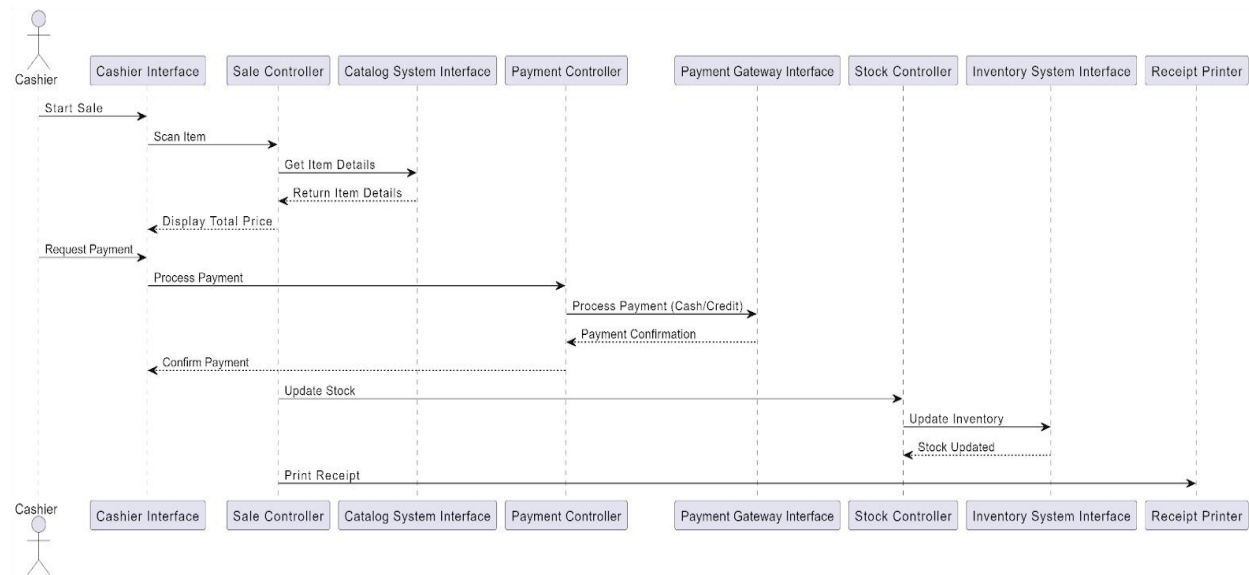 Cashier
Cashier Interface
Sale Controller
Catalog System Interface
Payment Controller
Payment Gateway Interface
Stock Controller
Inventory System Interface
Receipt Printer
Start Sale
Scan Item
Get Item Details
Return Item Details
Display Total Price
Request Payment
Process Payment
Process Payment (Cash/Credit)
Payment Confirmation
Confirm Payment
Update Stock
Update Inventory
Stock Updated
Print Receipt
Cashier
Cashier Interface
Sale Controller
Catalog System Interface
Payment Controller
Payment Gateway Interface
Stock Controller
Inventory System Interface
Receipt Printer